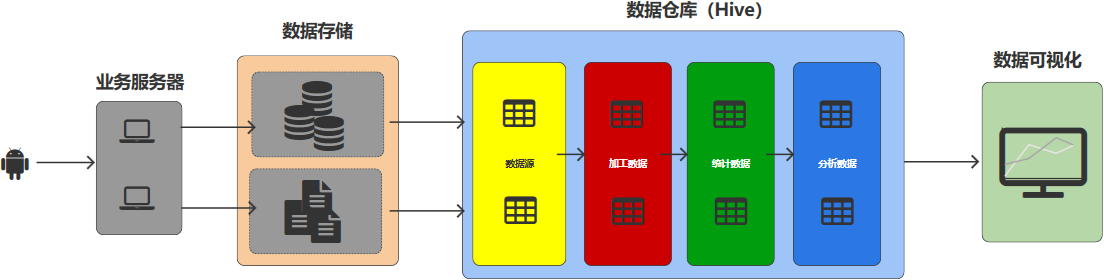 业务服务器
数据存储
数据仓库（Hive）
数据源
加工数据
统计数据
分析数据
数据可视化